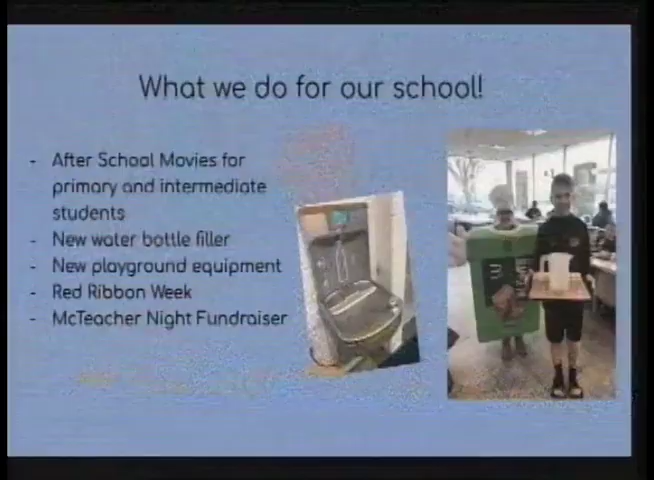 What we do for our school!
- After School Movies for
primary and intermediate
students
- New water bottle filler
- New playground equipment
- Red Ribbon Week
- McTeacher Night Fundraiser